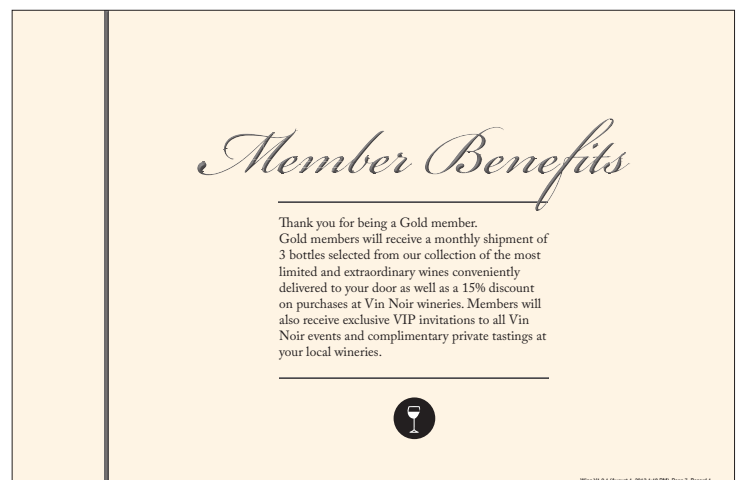 Member Benefits
Thank you for being a Gold member.
Gold members will receive a monthly shipment of
3 bottles selected from our collection of the most
limited and extraordinary wines conveniently
delivered to your door as well as a 15% discount
on purchases at Vin Noir wineries. Members will
also receive exclusive VIP invitations to all Vin
Noir events and complimentary private tastings at
your local wineries.